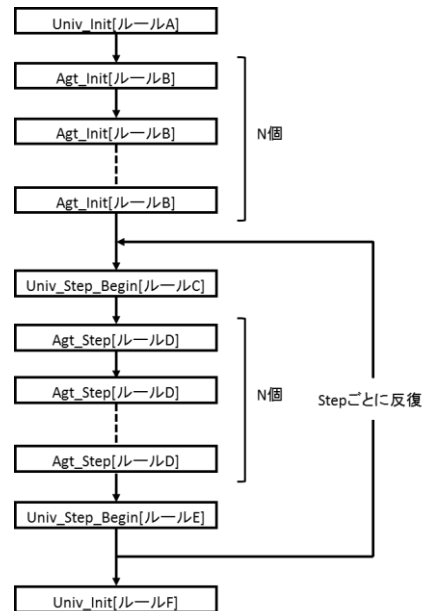 Univ_Init[ルールA]
Agt_Init[ルールB]
Agt_Init[ルールB]
N個
Agt_Init[ルールB]
Univ_Step_Begin[ルールC]
Agt_Step[ルールD]
Agt_Step[ルールD]
N個
Stepごとに反復
Agt_Step[ルールD]
Univ_Step_Begin[ルールE]
Univ_Init[ルールF]